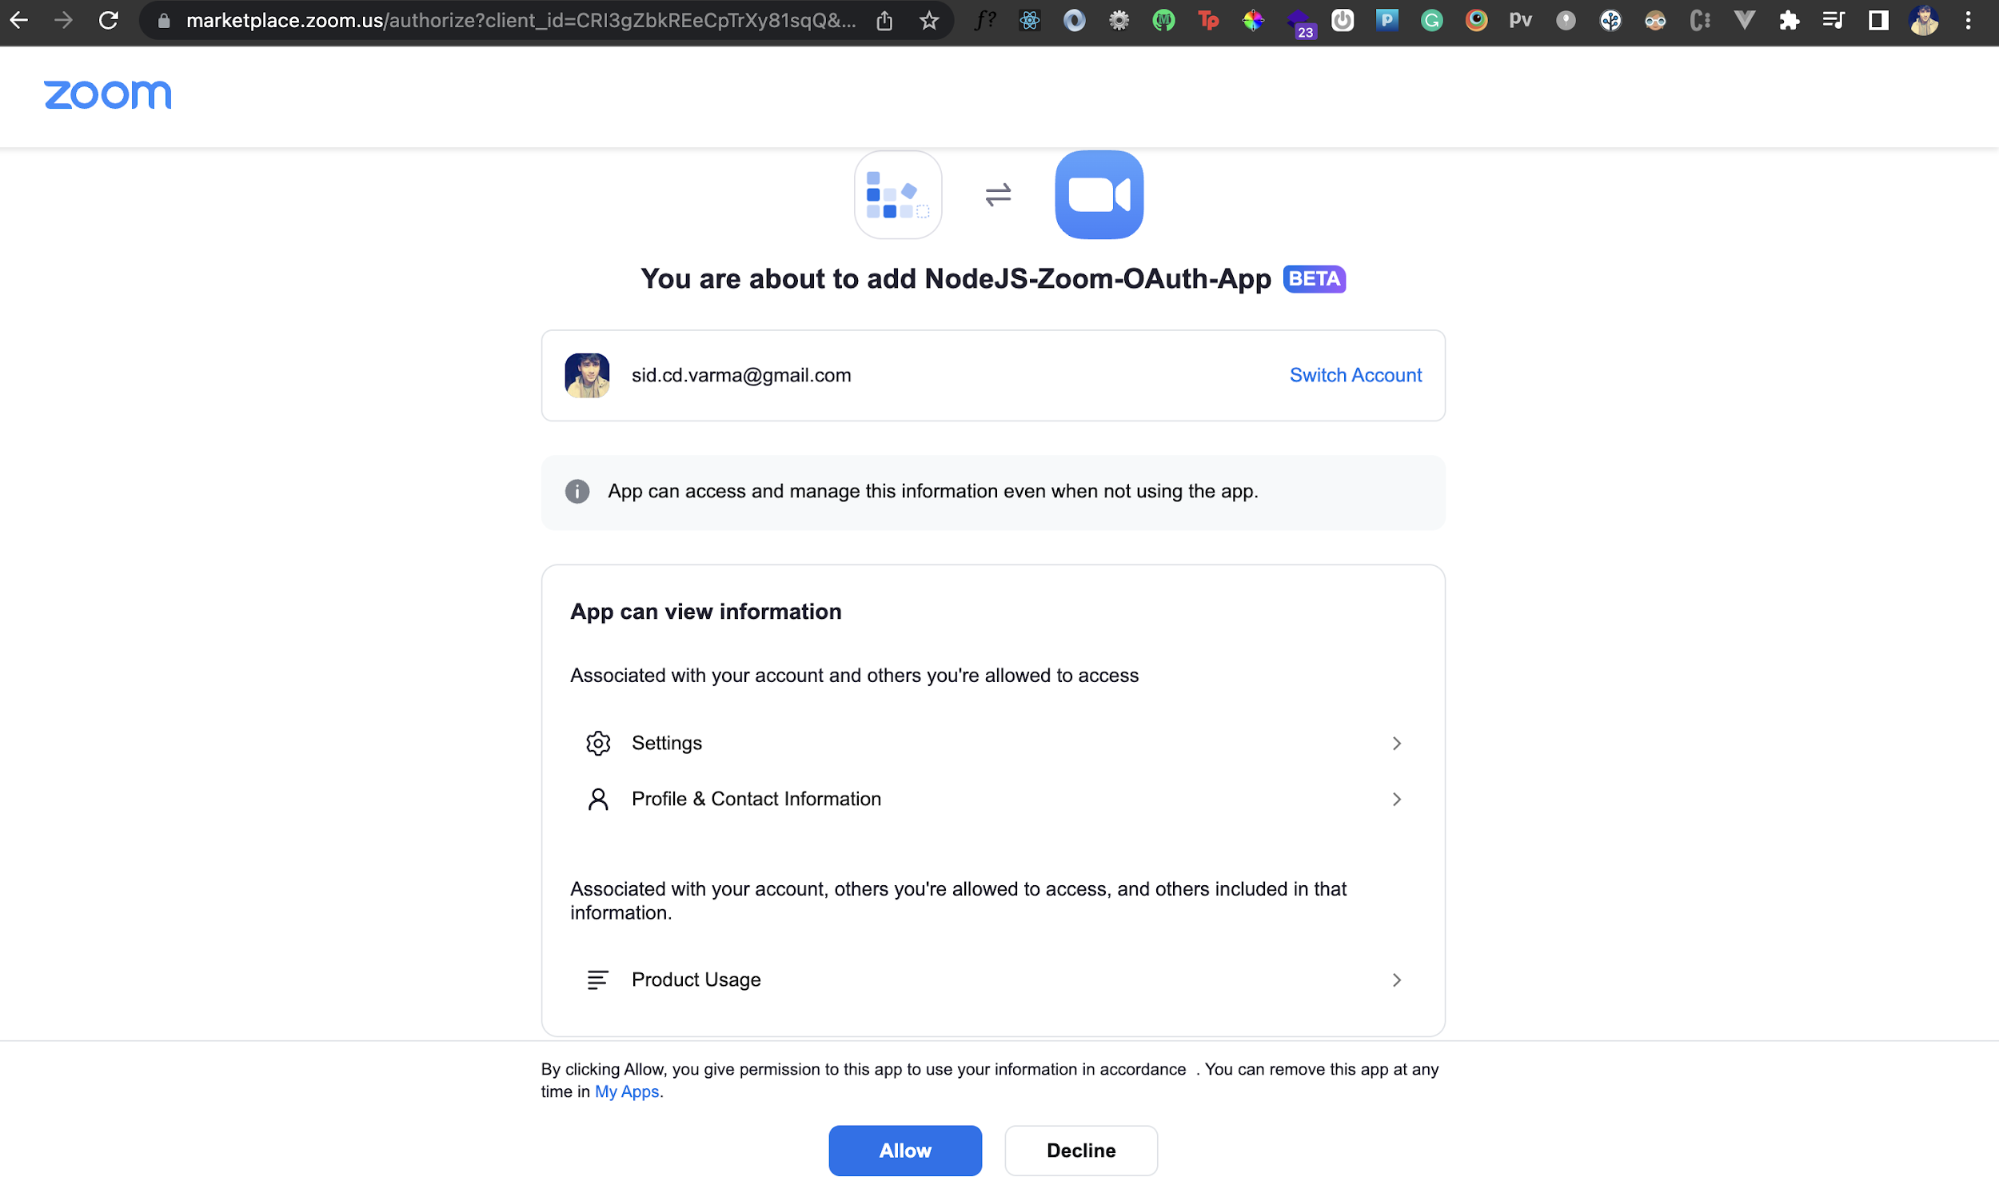 marketplace.zoom.us/authorize?client_id=CRI3gZbkREeCpTrXy81sqQ&...
f?
Tp
23
P
G
pv
C:
zoom
You are about to add NodeJS-Zoom-OAuth-App BETA
sid.cd.varma@gmail.com
Switch Account
App can access and manage this information even when not using the app.
App can view information
Associated with your account and others you're allowed to access
Settings
Profile & Contact Information
Associated with your account, others you're allowed to access, and others included in that
information.
Product Usage
By clicking Allow, you give permission to this app to use your information in accordance . You can remove this app at any
time in My Apps.
Allow
Decline